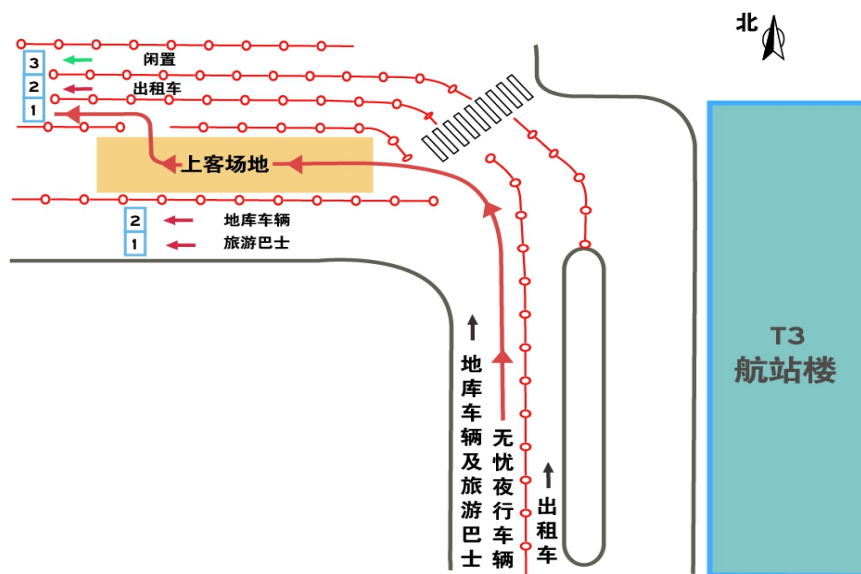 北
3
闲置
2
出租车
1
上客场地
2
地库车辆
1
旅游巴士
T3
航站楼
地库车辆及旅游巴士
无忧夜行车辆
出租车